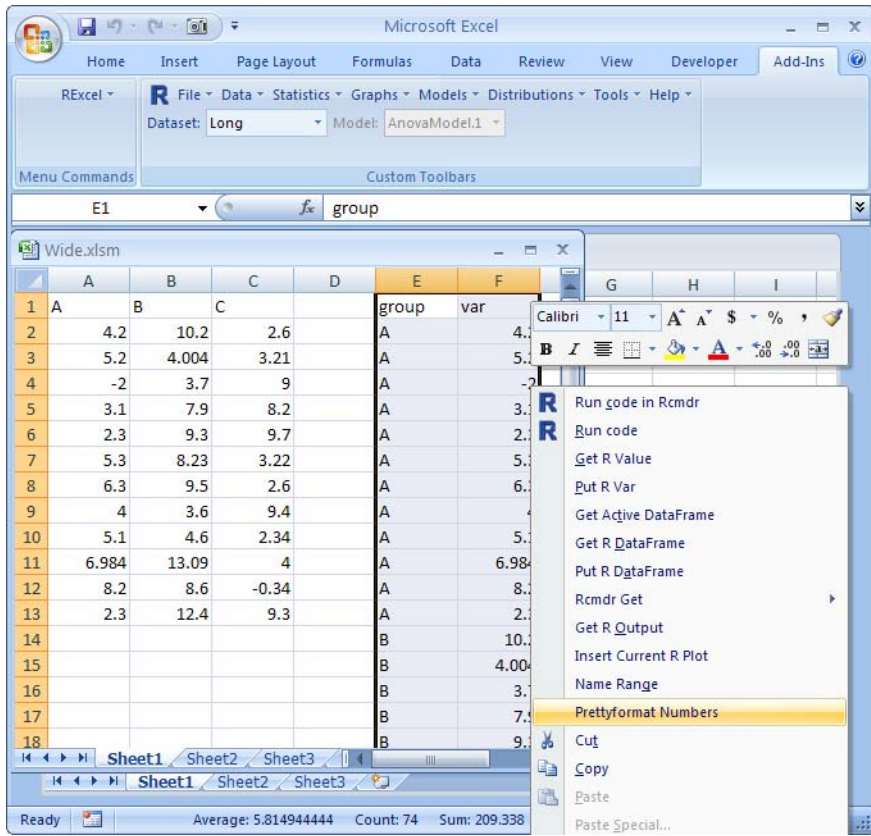 Microsoft Excel
Home Insert Page Layout Formulas Data Review View Developer Add-Ins
RExcel R File Data Statistics Graphs Models Distributions Tools Help
Dataset: Long Model: AnovaModel.1
Menu Commands Custom Toolbars
E1 fx group
Wide.xlsm
A B C D E F G H I
1 A B C group var
2 4.2 10.2 2.6 A
3 5.2 4.004 3.21 A
4 -2 3.7 9 A -2
5 3.1 7.9 8.2 A
6 2.3 9.3 9.7 A
7 5.3 8.23 3.22 A
8 6.3 9.5 2.6 A
9 4 3.6 9.4 A
10 5.1 4.6 2.34 A
11 6.984 13.09 4 A 6.984
12 8.2 8.6 -0.34 A
13 2.3 12.4 9.3 A
14 B
15 B 4.004
16 B
17 B
18 B
Calibri 11 A A $ % ,
B I A .0 .00 .00 .0 a
R Run code in Rcmdr
R Run code
Get R Value
Put R Var
Get Active DataFrame
Get R DataFrame
Put R DataFrame
Rcmdr Get
Get R Output
Insert Current R Plot
Name Range
Prettyformat Numbers
Cut
Copy
Paste
Paste Special...
Sheet1 Sheet2 Sheet3
Sheet1 Sheet2 Sheet3
Ready Average: 5.814944444 Count: 74 Sum: 209.338